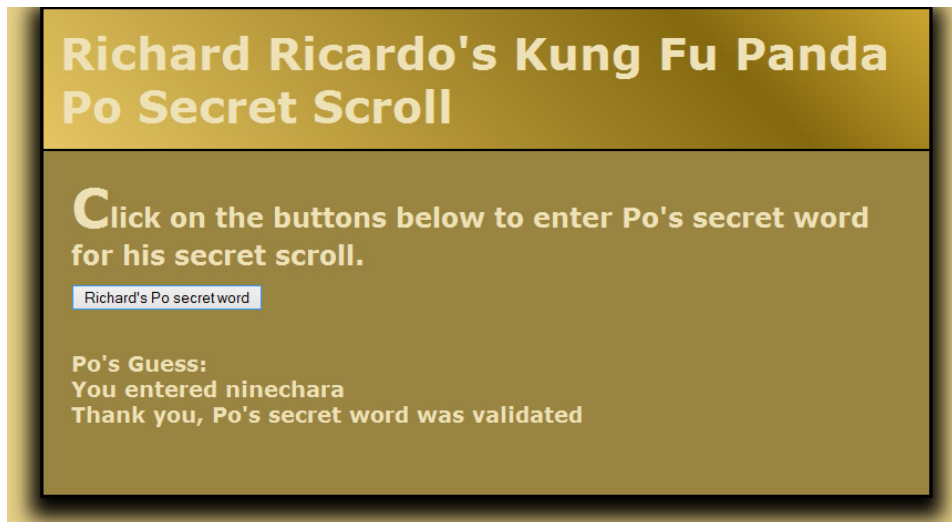 Richard Ricardo's Kung Fu Panda
Po Secret Scroll
Click on the buttons below to enter Po's secret word
for his secret scroll.
Richard's Po secret word
Po's Guess:
You entered ninechara
Thank you, Po's secret word was validated